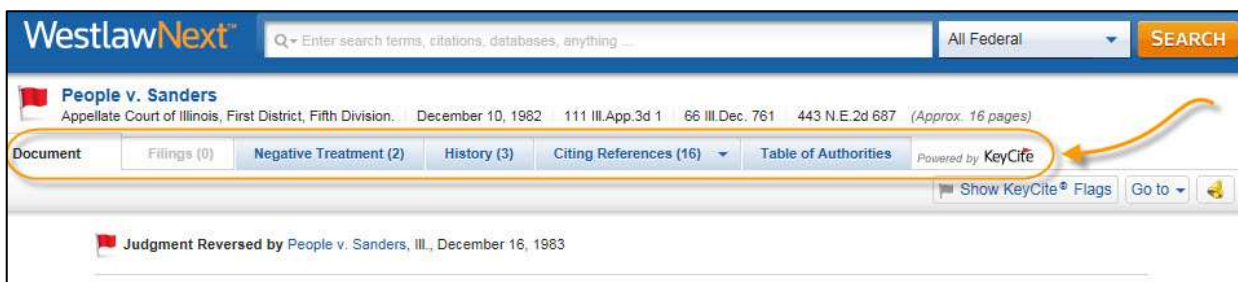 WestlawNext™ Enter search terms, citations, databases, anything ... All Federal SEARCH
People v. Sanders
Appellate Court of Illinois, First District, Fifth Division. December 10, 1982 111 Ill.App.3d 1 66 Ill.Dec. 761 443 N.E.2d 687 (Approx. 16 pages)
Document Filings (0) Negative Treatment (2) History (3) Citing References (16) Table of Authorities Powered by KeyCite
Show KeyCite® Flags Go to
Judgment Reversed by People v. Sanders, Ill., December 16, 1983